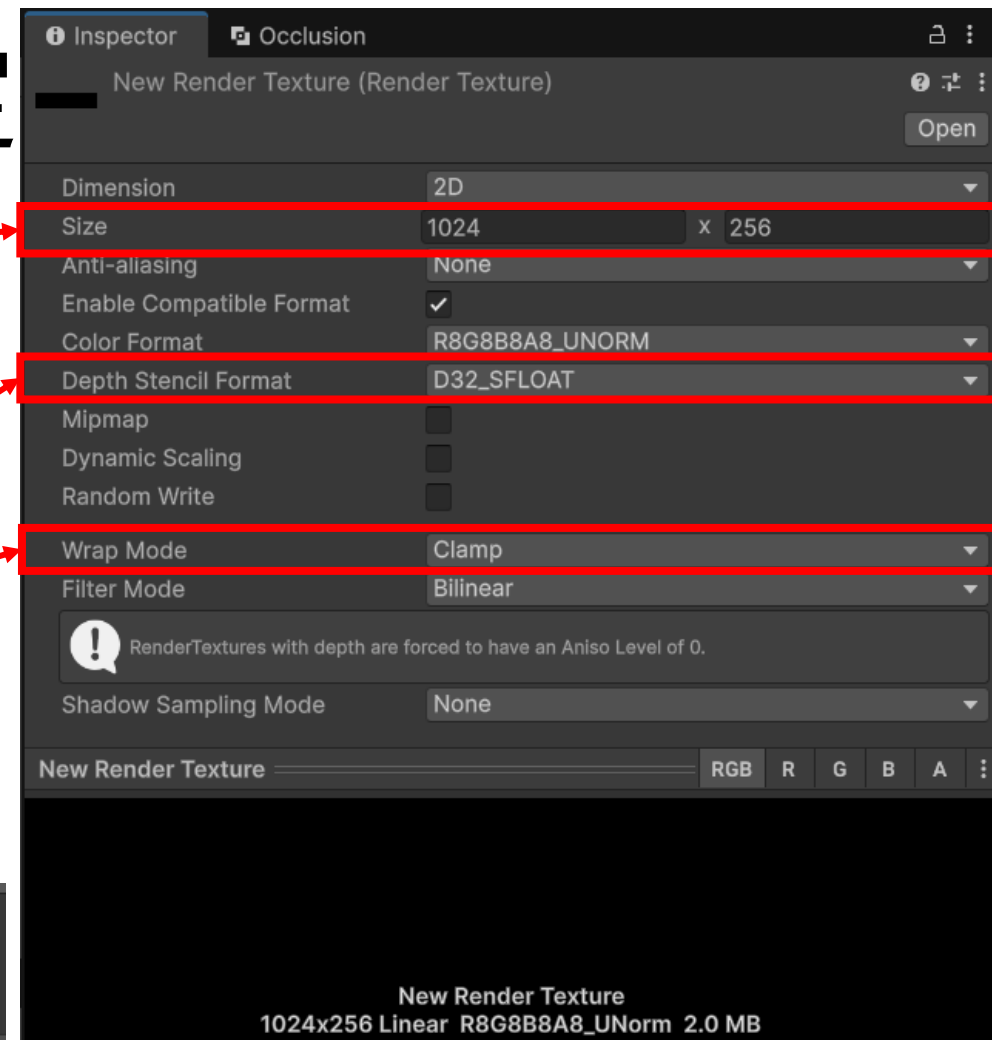 Inspector Occlusion
New Render Texture (Render Texture)
Open
Dimension 2D
Size 1024 x 256
Anti-aliasing None
Enable Compatible Format
Color Format R8G8B8A8_UNORM
Depth Stencil Format D32_SFLOAT
Mipmap
Dynamic Scaling
Random Write
Wrap Mode Clamp
Filter Mode Bilinear
RenderTextures with depth are forced to have an Aniso Level of 0.
Shadow Sampling Mode None
New Render Texture RGB R G B A
New Render Texture
1024x256 Linear R8G8B8A8_UNorm 2.0 MB